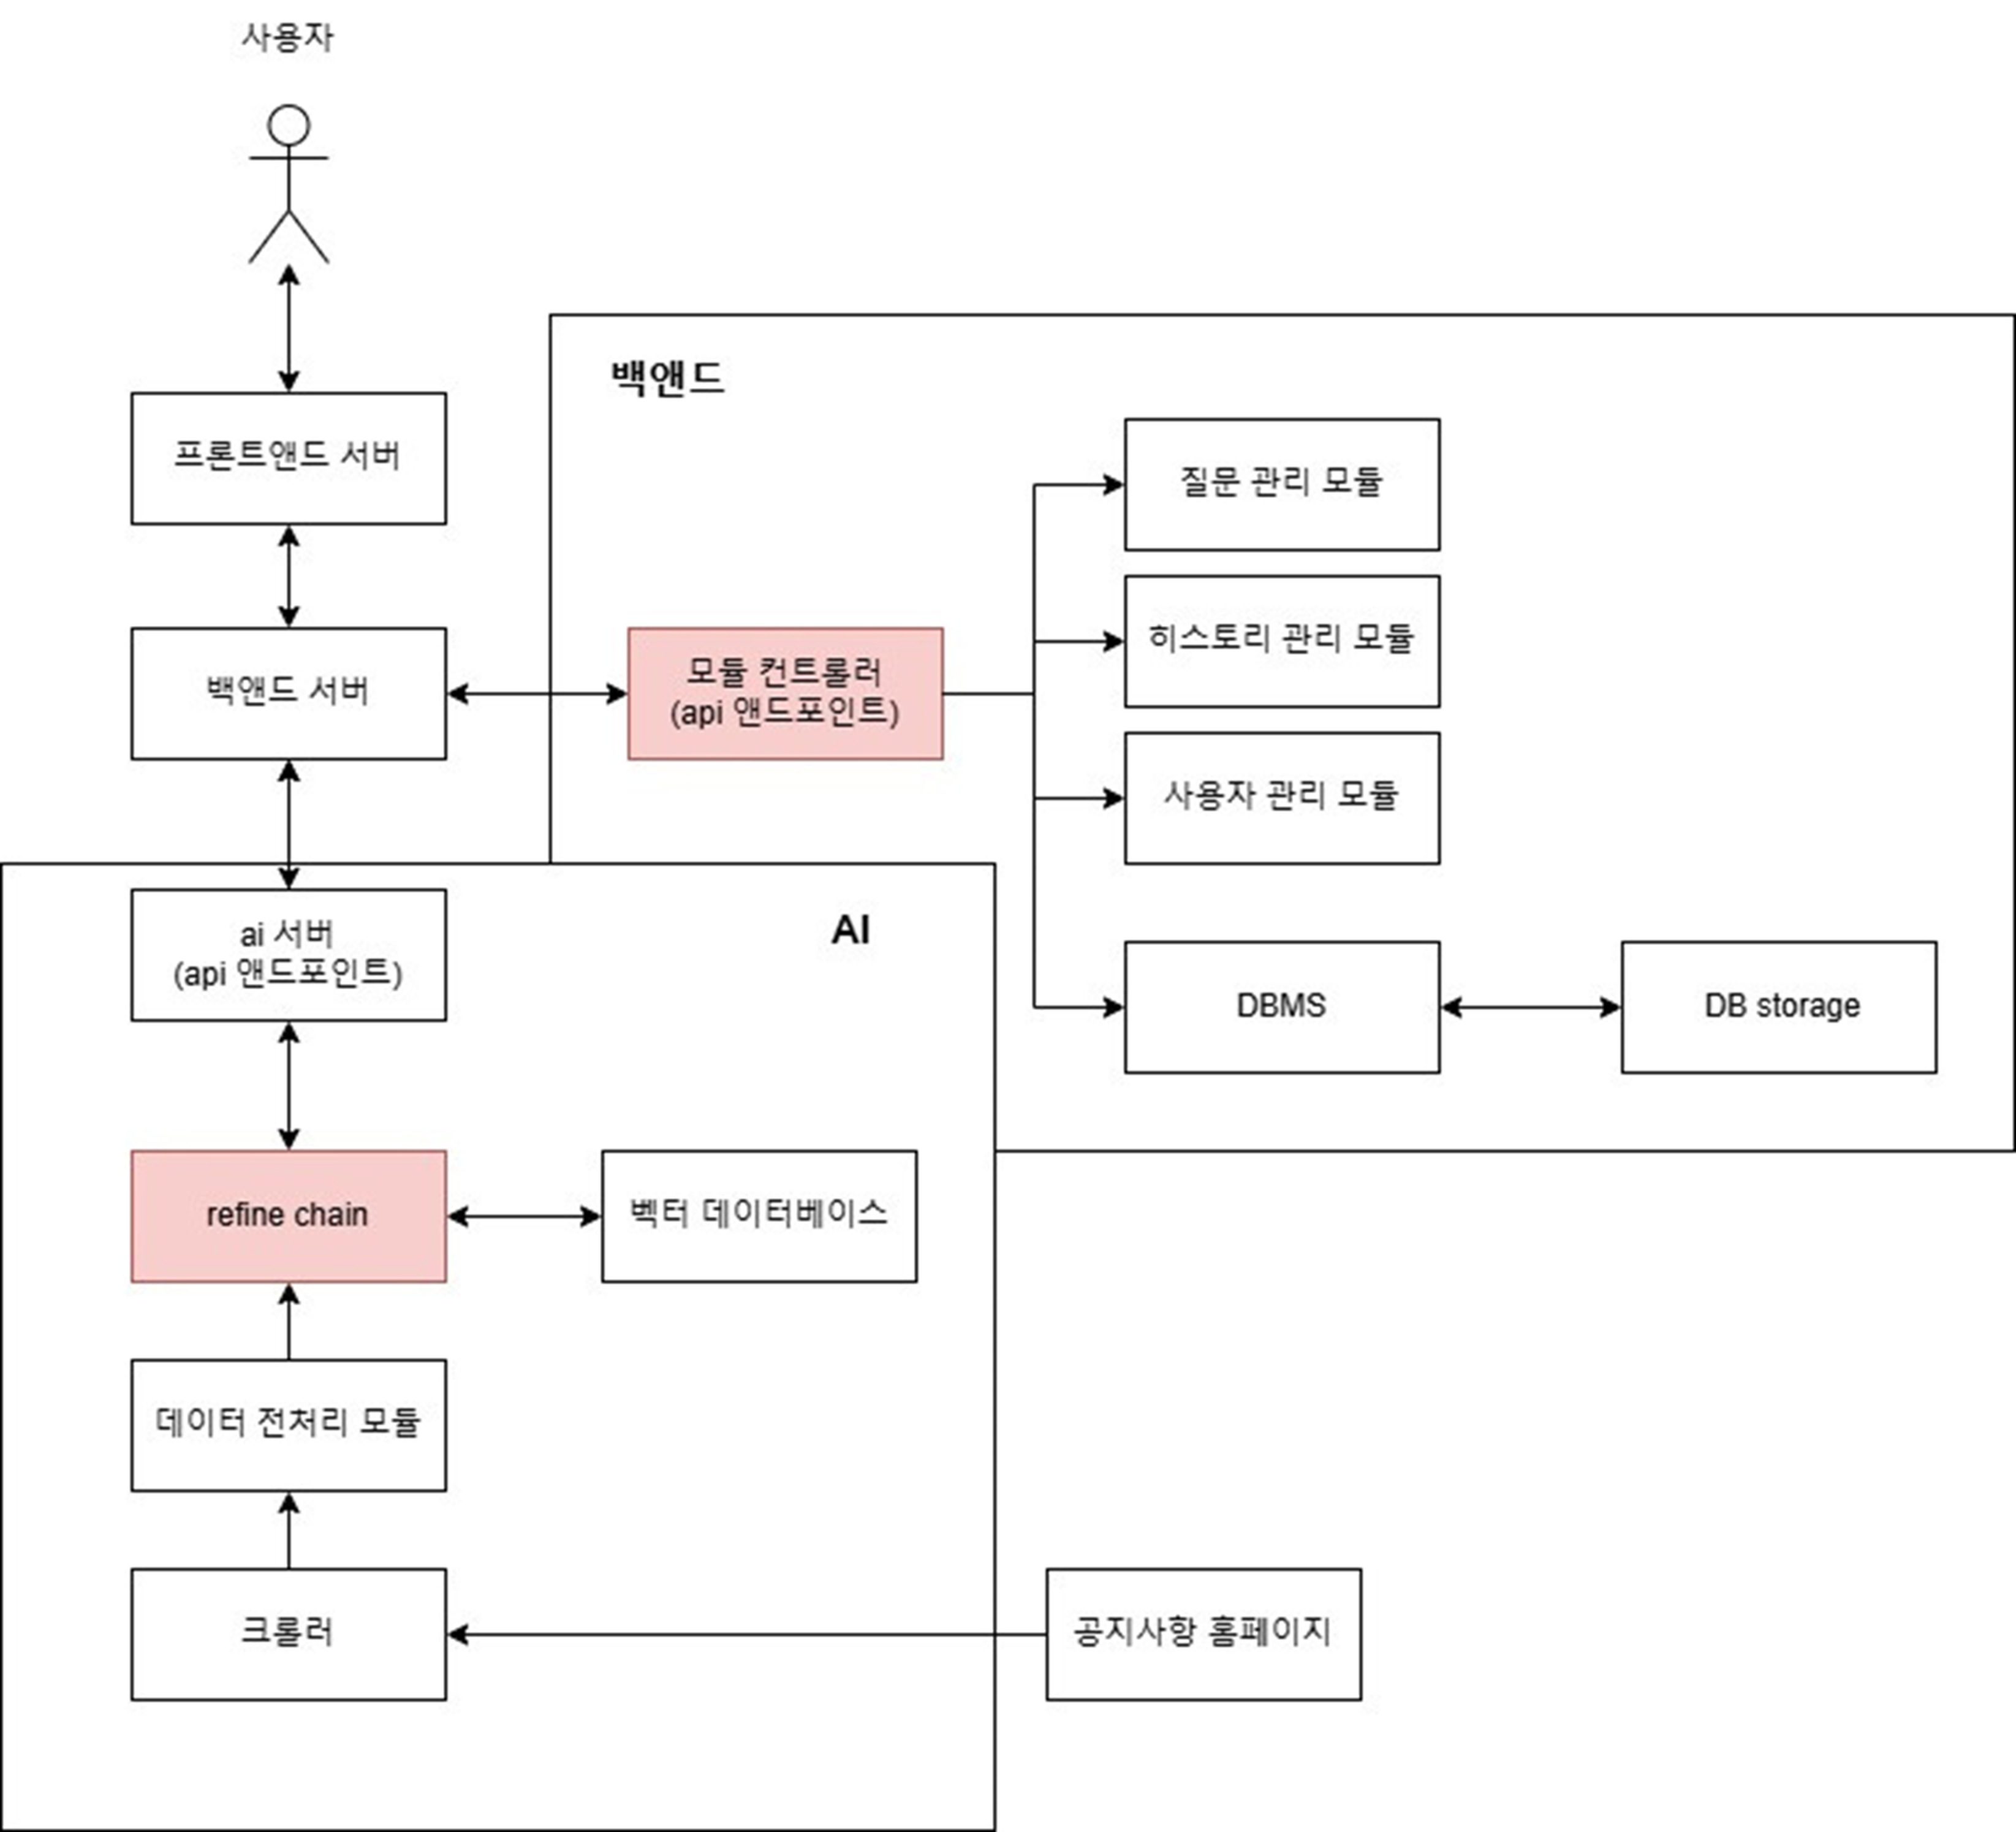 사용자
프론트앤드 서버
백앤드 서버
백앤드
모듈 컨트롤러
(api 앤드포인트)
질문 관리 모듈
히스토리 관리 모듈
사용자 관리 모듈
DBMS
DB storage
AI
ai 서버
(api 앤드포인트)
refine chain
벡터 데이터베이스
데이터 전처리 모듈
크롤러
공지사항 홈페이지